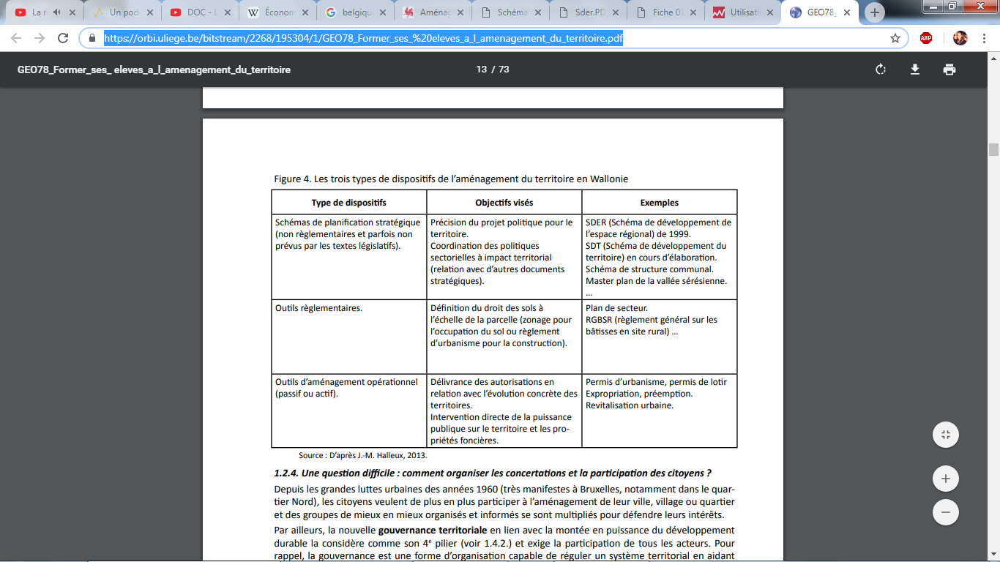 La r
Un pod
DOC - L
Économ
belgiqu
Aménag
Schéma
Sder.PD
Fiche 01
Utilisati
GEO78_
https://orbi.uliege.be/bitstream/2268/195304/1/GEO78_Former_ses_%20eleves_a_l_amenagement_du_territoire.pdf
ABP
GEO78_Former_ses_ eleves_a_l_amenagement_du_territoire
13 / 73
Figure 4. Les trois types de dispositifs de l'aménagement du territoire en Wallonie
Type de dispositifs
Objectifs visés
Exemples
Schémas de planification stratégique
(non règlementaires et parfois non
prévus par les textes législatifs).
Précision du projet politique pour le
territoire.
Coordination des politiques
sectorielles à impact territorial
(relation avec d'autres documents
stratégiques).
SDER (Schéma de développement de
l'espace régional) de 1999.
SDT (Schéma de développement du
territoire) en cours d'élaboration.
Schéma de structure communal.
Master plan de la vallée sérésienne.
...
Outils règlementaires.
Définition du droit des sols à
l'échelle de la parcelle (zonage pour
l'occupation du sol ou règlement
d'urbanisme pour la construction).
Plan de secteur.
RGBSR (règlement général sur les
bâtisses en site rural) ...
Outils d'aménagement opérationnel
(passif ou actif).
Délivrance des autorisations en
relation avec l'évolution concrète des
territoires.
Intervention directe de la puissance
publique sur le territoire et les pro-
priétés foncières.
Permis d'urbanisme, permis de lotir
Expropriation, préemption.
Revitalisation urbaine.
Source : D'après J.-M. Halleux, 2013.
1.2.4. Une question difficile : comment organiser les concertations et la participation des citoyens ?
Depuis les grandes luttes urbaines des années 1960 (très manifestes à Bruxelles, notamment dans le quar-
tier Nord), les citoyens veulent de plus en plus participer à l'aménagement de leur ville, village ou quartier
et des groupes de mieux en mieux organisés et informés se sont multipliés pour défendre leurs intérêts.
Par ailleurs, la nouvelle gouvernance territoriale en lien avec la montée en puissance du développement
durable la considère comme son 4e pilier (voir 1.4.2.) et exige la participation de tous les acteurs. Pour
rappel, la gouvernance est une forme d'organisation capable de réguler un système territorial en aidant